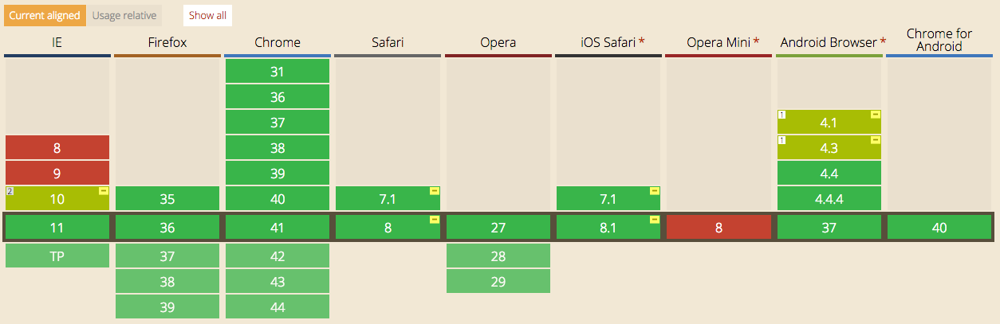 Current aligned Usage relative Show all
IE Firefox Chrome Safari Opera iOS Safari * Opera Mini * Android Browser * Chrome for Android
31
36
37 1 4.1 -
8 38 1 4.3 -
9 39 4.4
2 10 - 35 40 7.1 - 7.1 - 4.4.4
11 36 41 8 - 27 8.1 - 8 37 40
TP 37 42 28
38 43 29
39 44